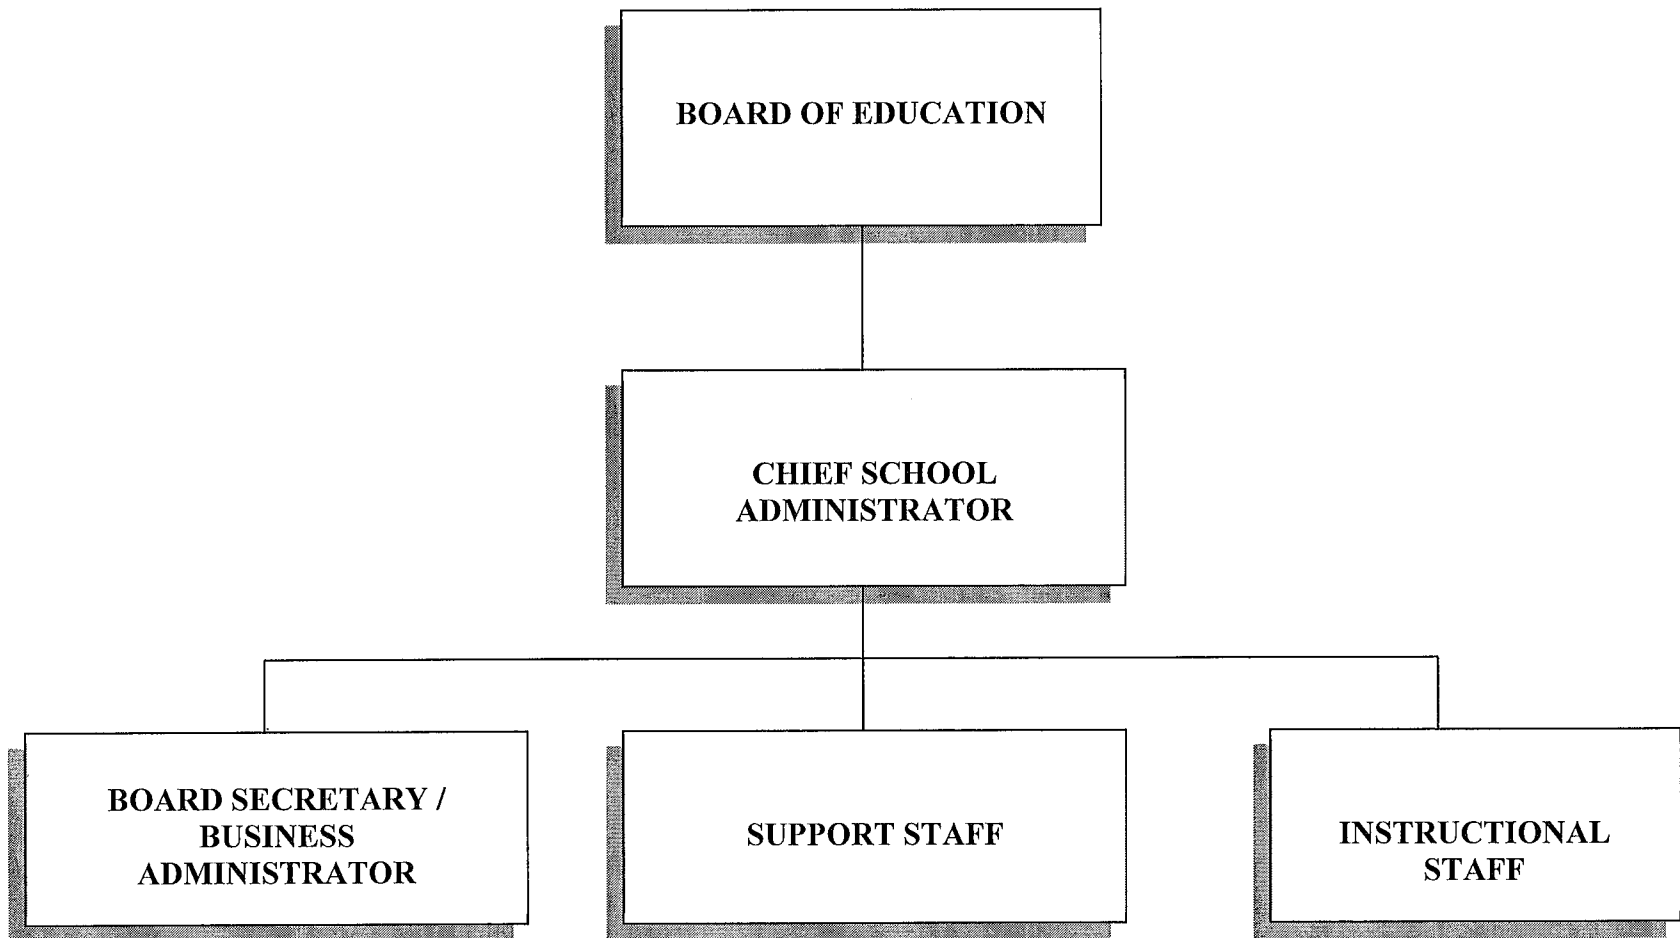 BOARD OF EDUCATION
CHIEF SCHOOL
ADMINISTRATOR
BOARD SECRETARY /
BUSINESS
ADMINISTRATOR
SUPPORT STAFF
INSTRUCTIONAL
STAFF